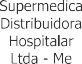 Supermedica
Distribuidora
Hospitalar
Ltda - Me